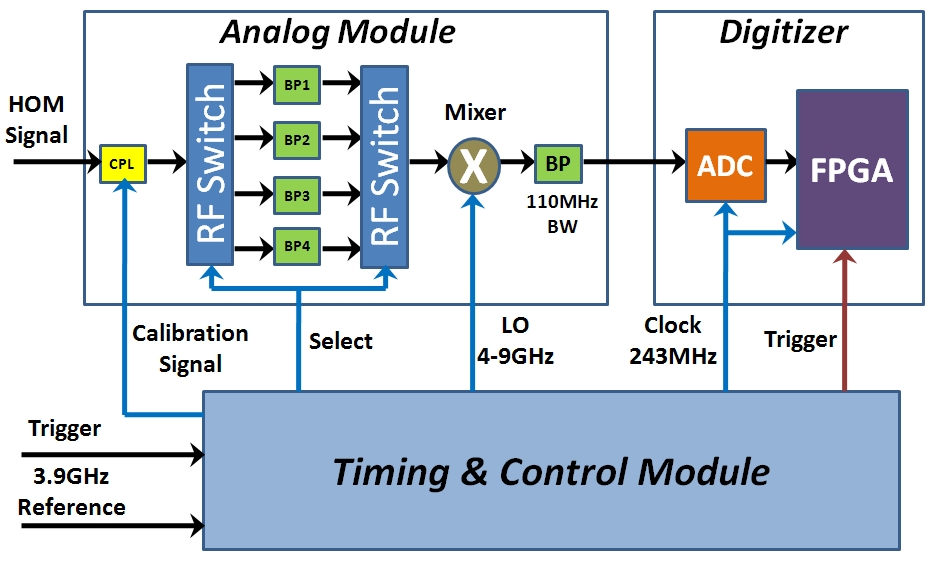 Analog Module
Digitizer
HOM
Signal
CPL
RF Switch
BP1
BP2
BP3
BP4
RF Switch
Mixer
X
BP
110MHz
BW
ADC
FPGA
Calibration
Signal
Select
LO
4-9GHz
Clock
243MHz
Trigger
Trigger
3.9GHz
Reference
Timing & Control Module